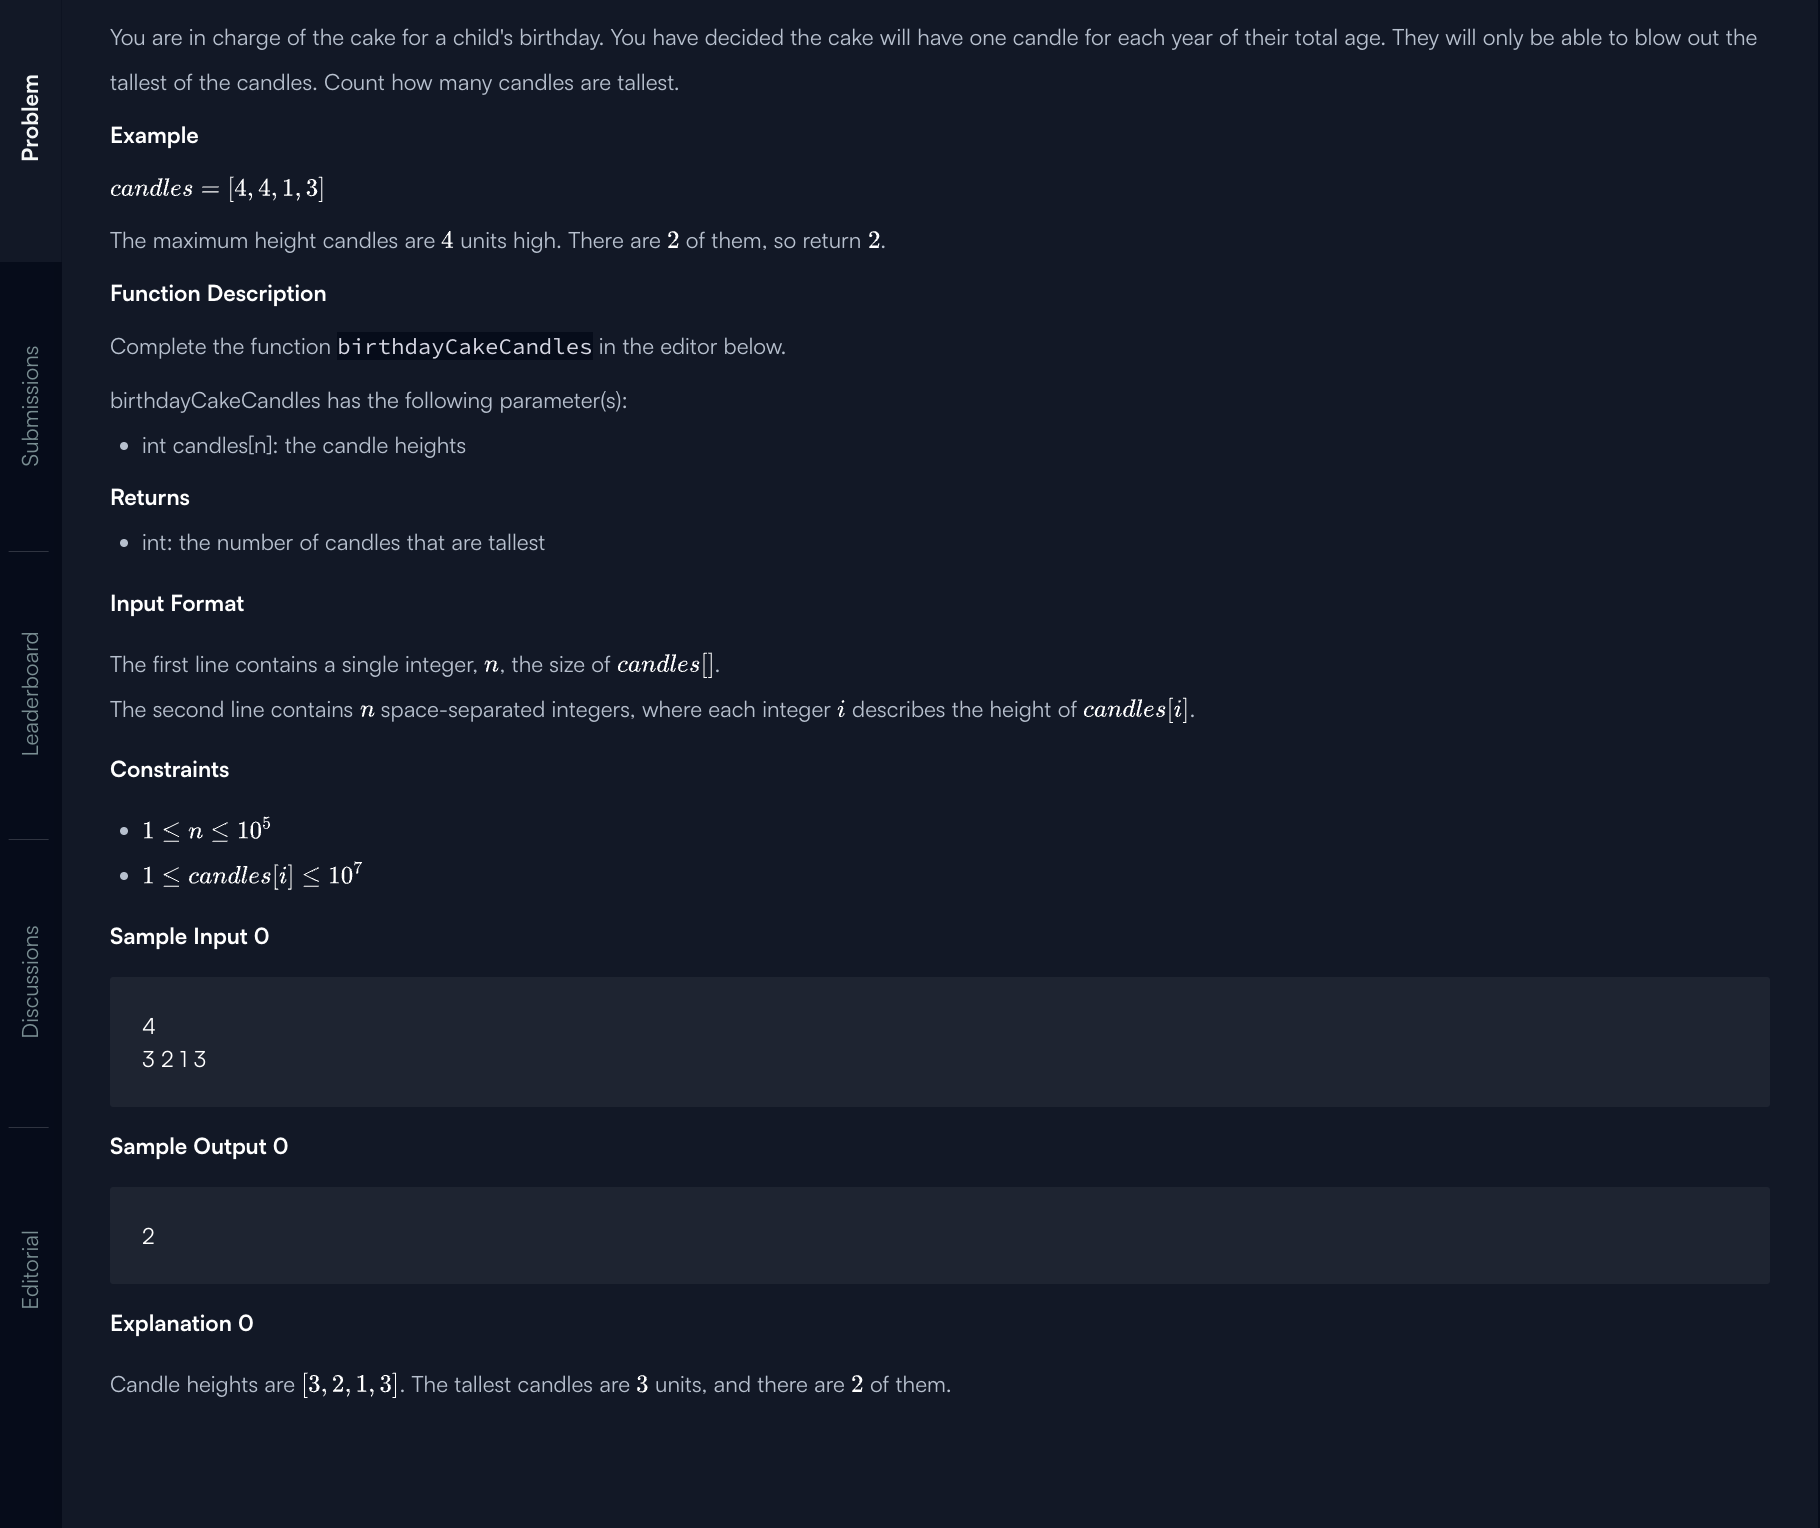 Problem
Submissions
Leaderboard
Discussions
Editorial
You are in charge of the cake for a child's birthday. You have decided the cake will have one candle for each year of their total age. They will only be able to blow out the
tallest of the candles. Count how many candles are tallest.
Example
candles = [4, 4, 1, 3]
The maximum height candles are 4 units high. There are 2 of them, so return 2.
Function Description
Complete the function birthdayCakeCandles in the editor below.
birthdayCakeCandles has the following parameter(s):
• int candles[n]: the candle heights
Returns
• int: the number of candles that are tallest
Input Format
The first line contains a single integer, n, the size of candles[].
The second line contains n space-separated integers, where each integer i describes the height of candles[i].
Constraints
• 1 ≤ n ≤ 10⁵
• 1 ≤ candles[i] ≤ 10⁷
Sample Input 0
4
3 2 1 3
Sample Output 0
2
Explanation 0
Candle heights are [3, 2, 1, 3]. The tallest candles are 3 units, and there are 2 of them.